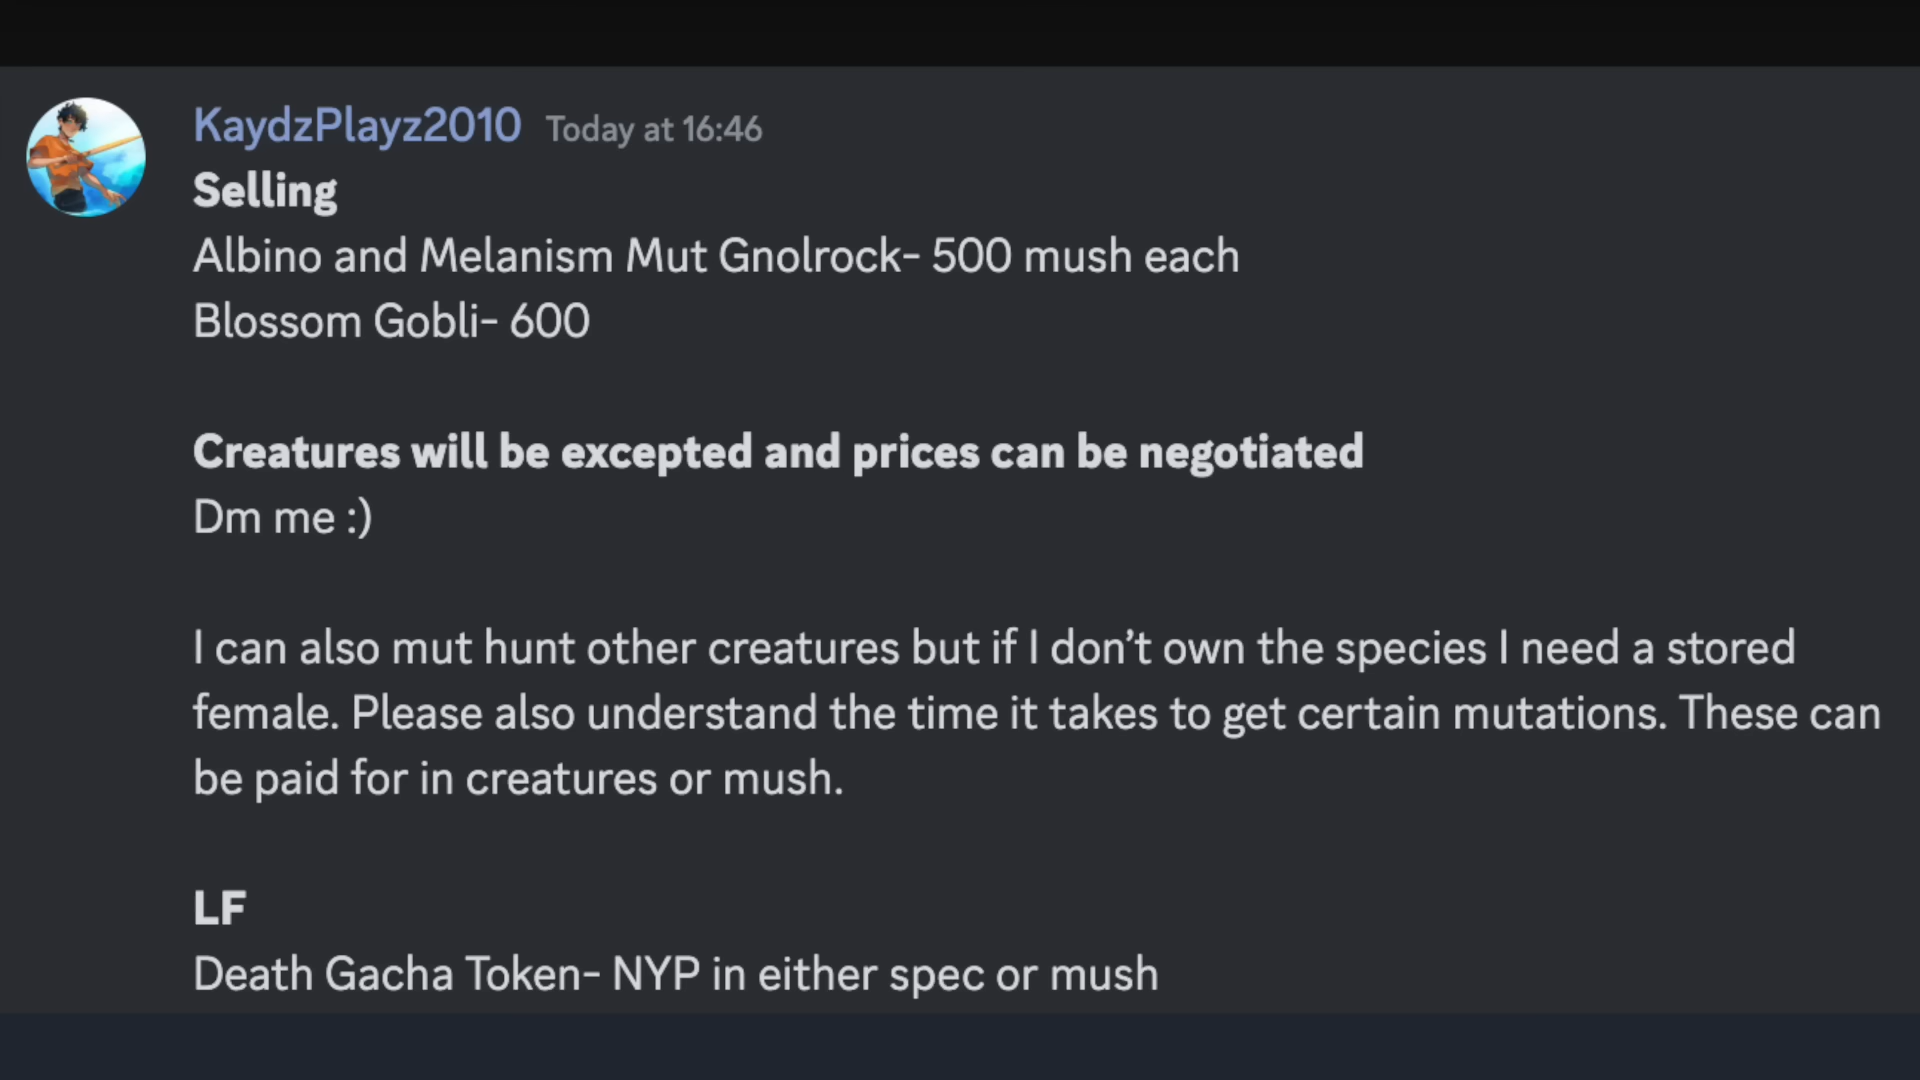 KaydzPlayz2010 Today at 16:46
Selling
Albino and Melanism Mut Gnolrock- 500 mush each
Blossom Gobli- 600
Creatures will be excepted and prices can be negotiated
Dm me :)
I can also mut hunt other creatures but if I don’t own the species I need a stored
female. Please also understand the time it takes to get certain mutations. These can
be paid for in creatures or mush.
LF
Death Gacha Token- NYP in either spec or mush